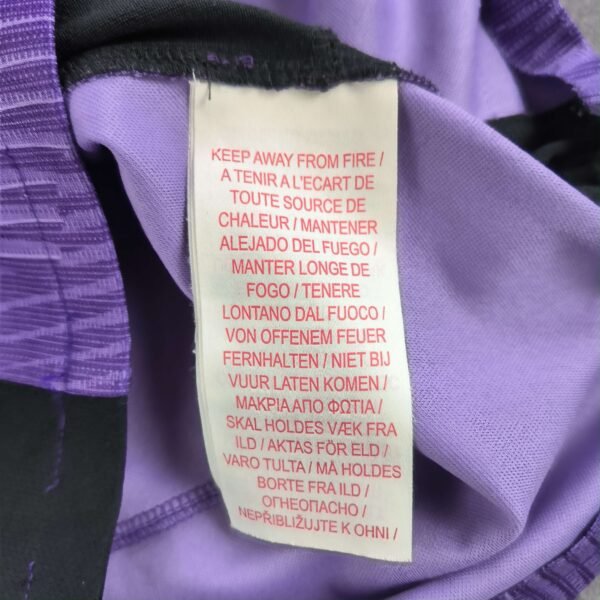 KEEP AWAY FROM FIRE /
A TENIR A L'ECART DE
TOUTE SOURCE DE
CHALEUR / MANTENER
ALEJADO DEL FUEGO /
MANTER LONGE DE
FOGO / TENERE
LONTANO DAL FUOCO /
VON OFFENEM FEUER
FERNHALTEN / NIET BIJ
VUUR LATEN KOMEN /
ΜΑΚΡΙΑ ΑΠΟ ΦΩΤΙΑ /
SKAL HOLDES VÆK FRA
ILD / AKTAS FÖR ELD /
VARO TULTA / MÅ HOLDES
BORTE FRA ILD /
ОГНЕОПАСНО /
NEPŘIBLIŽUJTE K OHNI /